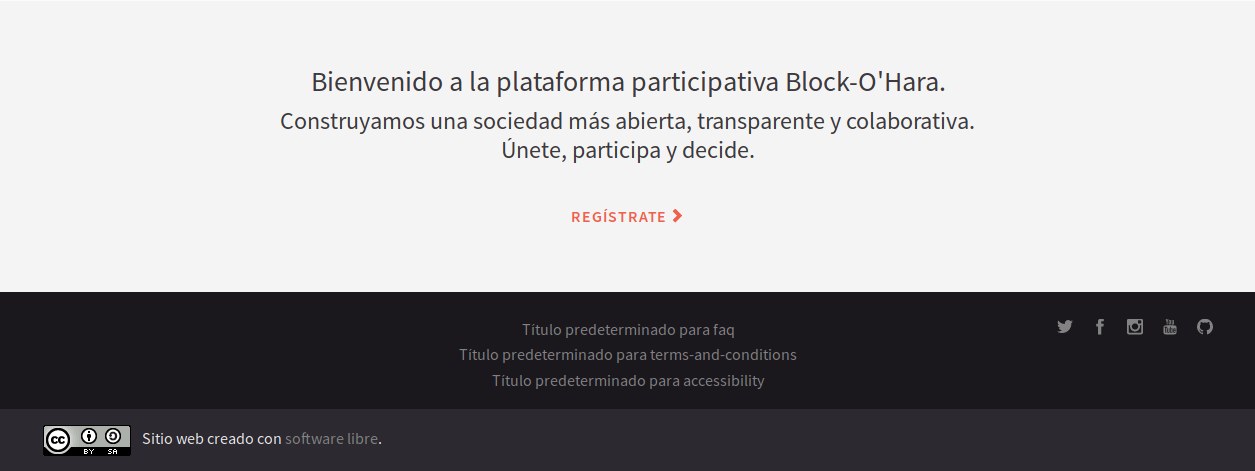 Bienvenido a la plataforma participativa Block-O'Hara.
Construyamos una sociedad más abierta, transparente y colaborativa.
Únete, participa y decide.
REGÍSTRATE
Titulo predeterminado para faq
Título predeterminado para terms-and-conditions
Título predeterminado para accessibility
cc BY SA
Sitio web creado con software libre.